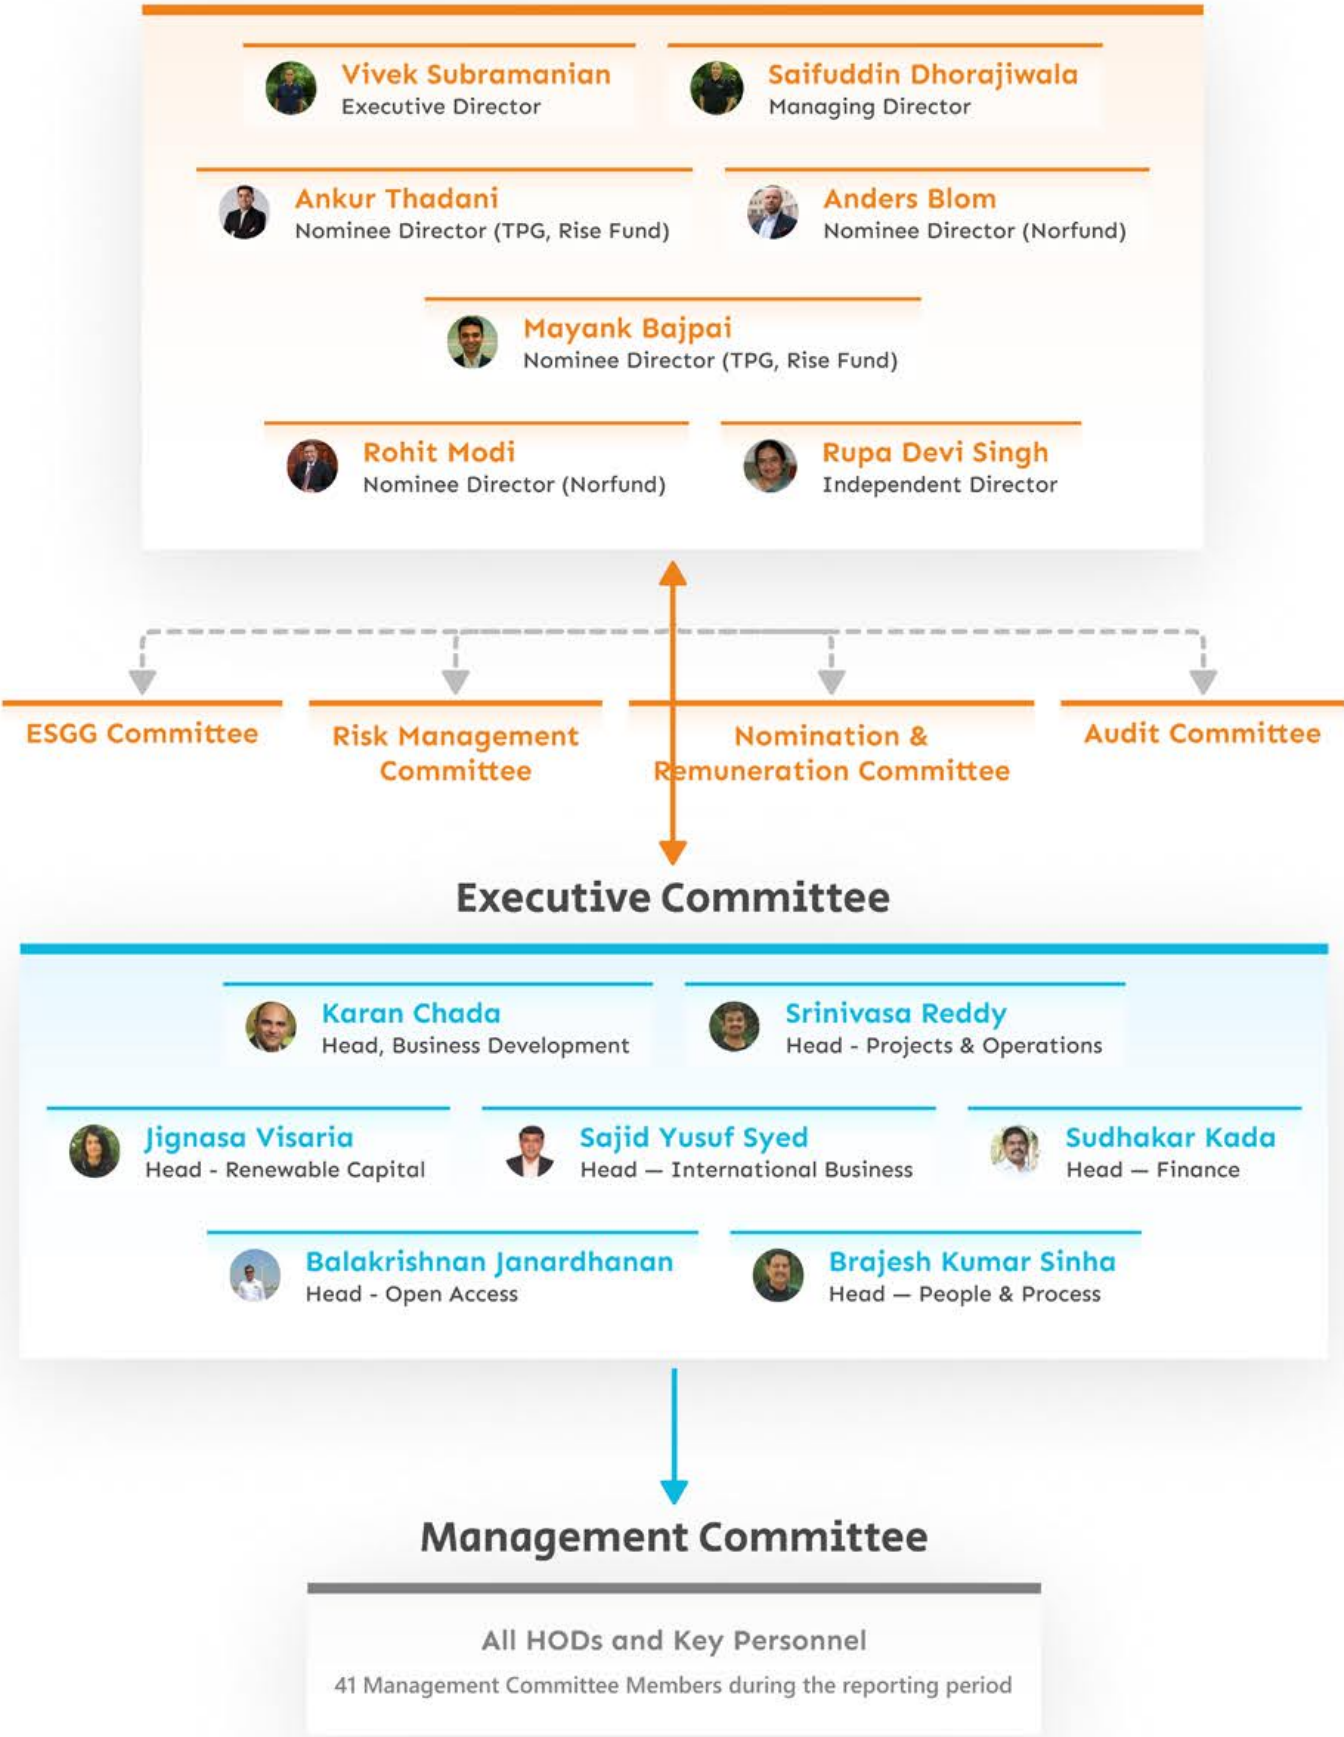 Vivek Subramanian
Executive Director
Saifuddin Dhorajiwala
Managing Director
Ankur Thadani
Nominee Director (TPG, Rise Fund)
Anders Blom
Nominee Director (Norfund)
Mayank Bajpai
Nominee Director (TPG, Rise Fund)
Rohit Modi
Nominee Director (Norfund)
Rupa Devi Singh
Independent Director
ESGG Committee
Risk Management
Committee
Nomination &
Remuneration Committee
Audit Committee
Executive Committee
Karan Chada
Head, Business Development
Srinivasa Reddy
Head - Projects & Operations
Jignasa Visaria
Head - Renewable Capital
Sajid Yusuf Syed
Head — International Business
Sudhakar Kada
Head — Finance
Balakrishnan Janardhanan
Head - Open Access
Brajesh Kumar Sinha
Head — People & Process
Management Committee
All HODs and Key Personnel
41 Management Committee Members during the reporting period